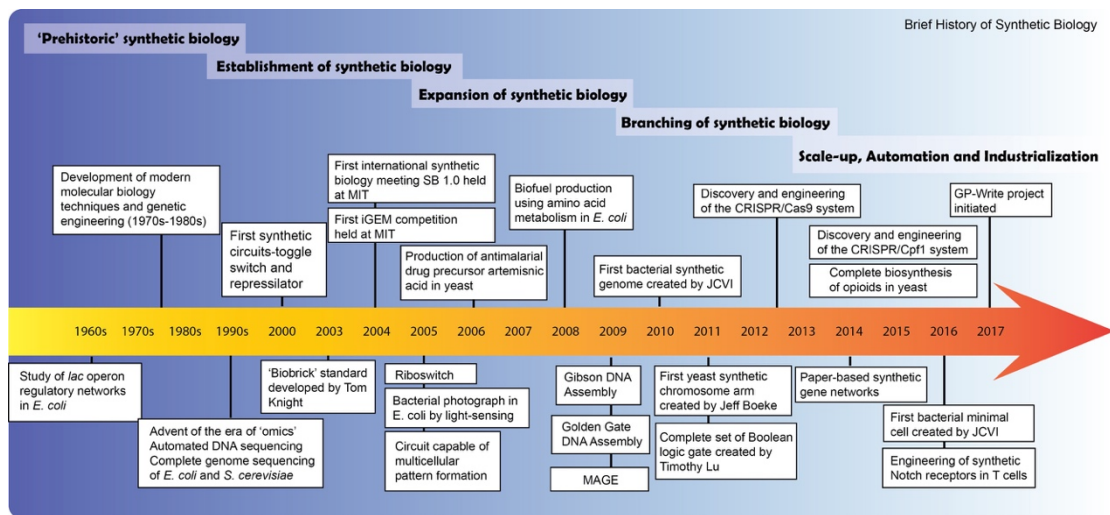 Brief History of Synthetic Biology
‘Prehistoric’ synthetic biology
Establishment of synthetic biology
Expansion of synthetic biology
Branching of synthetic biology
Scale-up, Automation and Industrialization
Development of modern
molecular biology
techniques and genetic
engineering (1970s-1980s)
First synthetic
circuits-toggle
switch and
repressilator
First international synthetic
biology meeting SB 1.0 held
at MIT
First iGEM competition
held at MIT
Production of antimalarial
drug precursor artemisnic
acid in yeast
Biofuel production
using amino acid
metabolism in E. coli
First bacterial synthetic
genome created by JCVI
Discovery and engineering
of the CRISPR/Cas9 system
Discovery and engineering
of the CRISPR/Cpf1 system
Complete biosynthesis
of opioids in yeast
GP-Write project
initiated
1960s 1970s 1980s 1990s 2000 2003 2004 2005 2006 2007 2008 2009 2010 2011 2012 2013 2014 2015 2016 2017
Study of lac operon
regulatory networks
in E. coli
Advent of the era of ‘omics’
Automated DNA sequencing
Complete genome sequencing
of E. coli and S. cerevisiae
‘Biobrick’ standard
developed by Tom
Knight
Riboswitch
Bacterial photograph in
E. coli by light-sensing
Circuit capable of
multicellular
pattern formation
Gibson DNA
Assembly
Golden Gate
DNA Assembly
MAGE
First yeast synthetic
chromosome arm
created by Jeff Boeke
Complete set of Boolean
logic gate created by
Timothy Lu
Paper-based synthetic
gene networks
First bacterial minimal
cell created by JCVI
Engineering of synthetic
Notch receptors in T cells